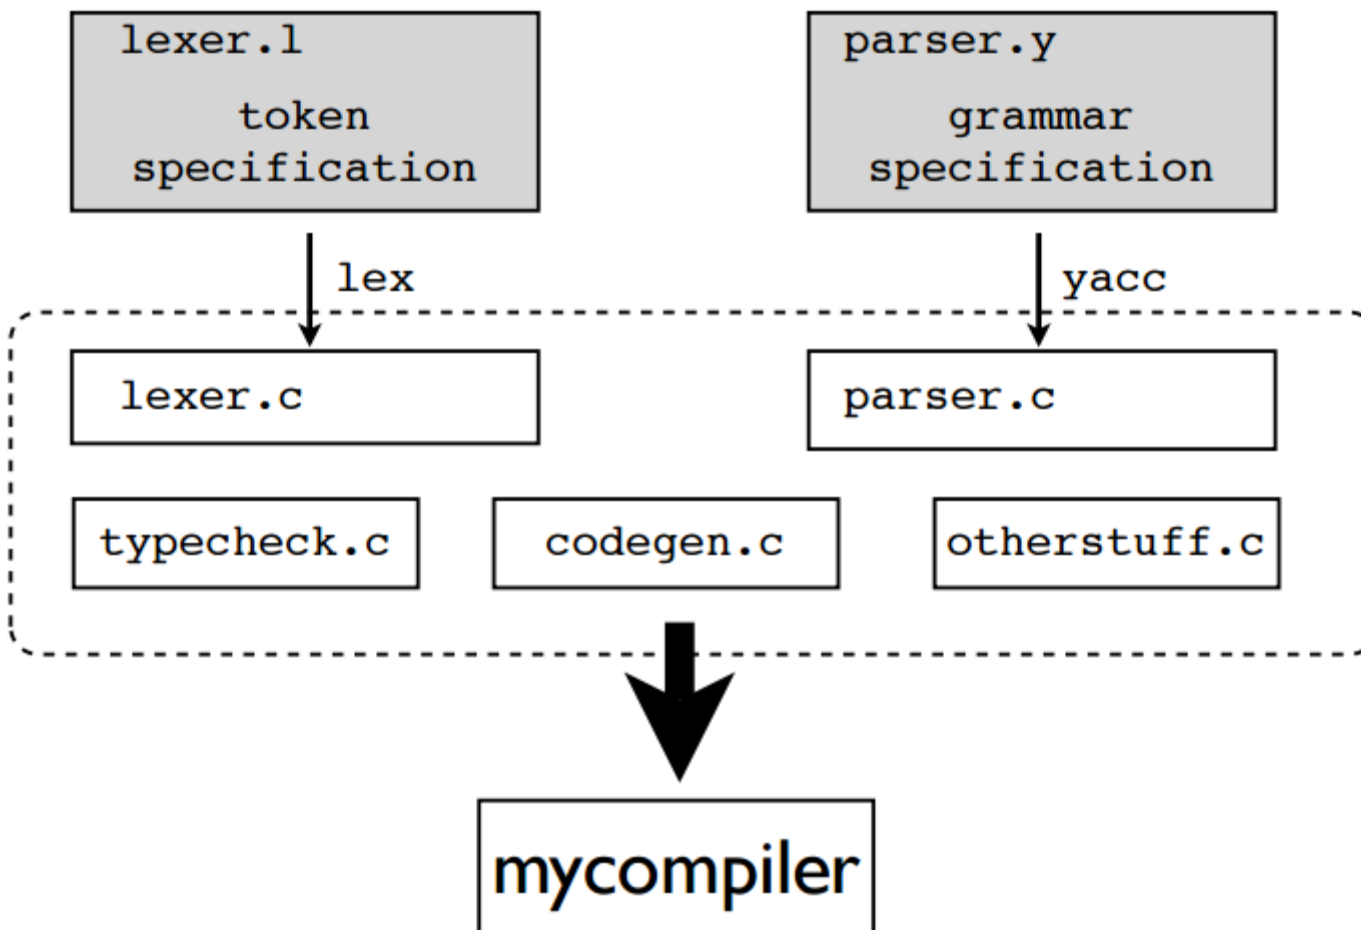 lexer.l
token
specification
parser.y
grammar
specification
lex
yacc
lexer.c
parser.c
typecheck.c
codegen.c
otherstuff.c
mycompiler